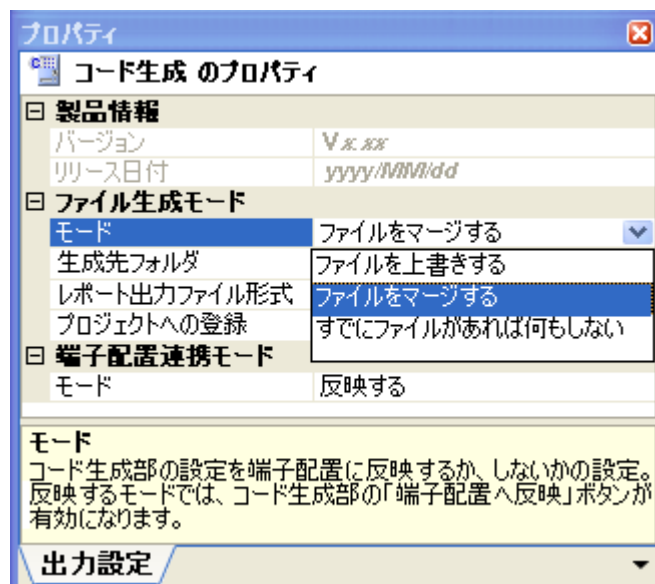 プロパティ
コード生成 のプロパティ
製品情報
バージョン Vx.xx
リリース日付 yyyy/MM/dd
ファイル生成モード
モード ファイルをマージする
生成先フォルダ ファイルを上書きする
レポート出力ファイル形式 ファイルをマージする
プロジェクトへの登録 すでにファイルがあれば何もしない
端子配置連携モード
モード 反映する
モード
コード生成部の設定を端子配置に反映するか、しないかの設定。
反映するモードでは、コード生成部の「端子配置へ反映」ボタンが
有効になります。
出力設定